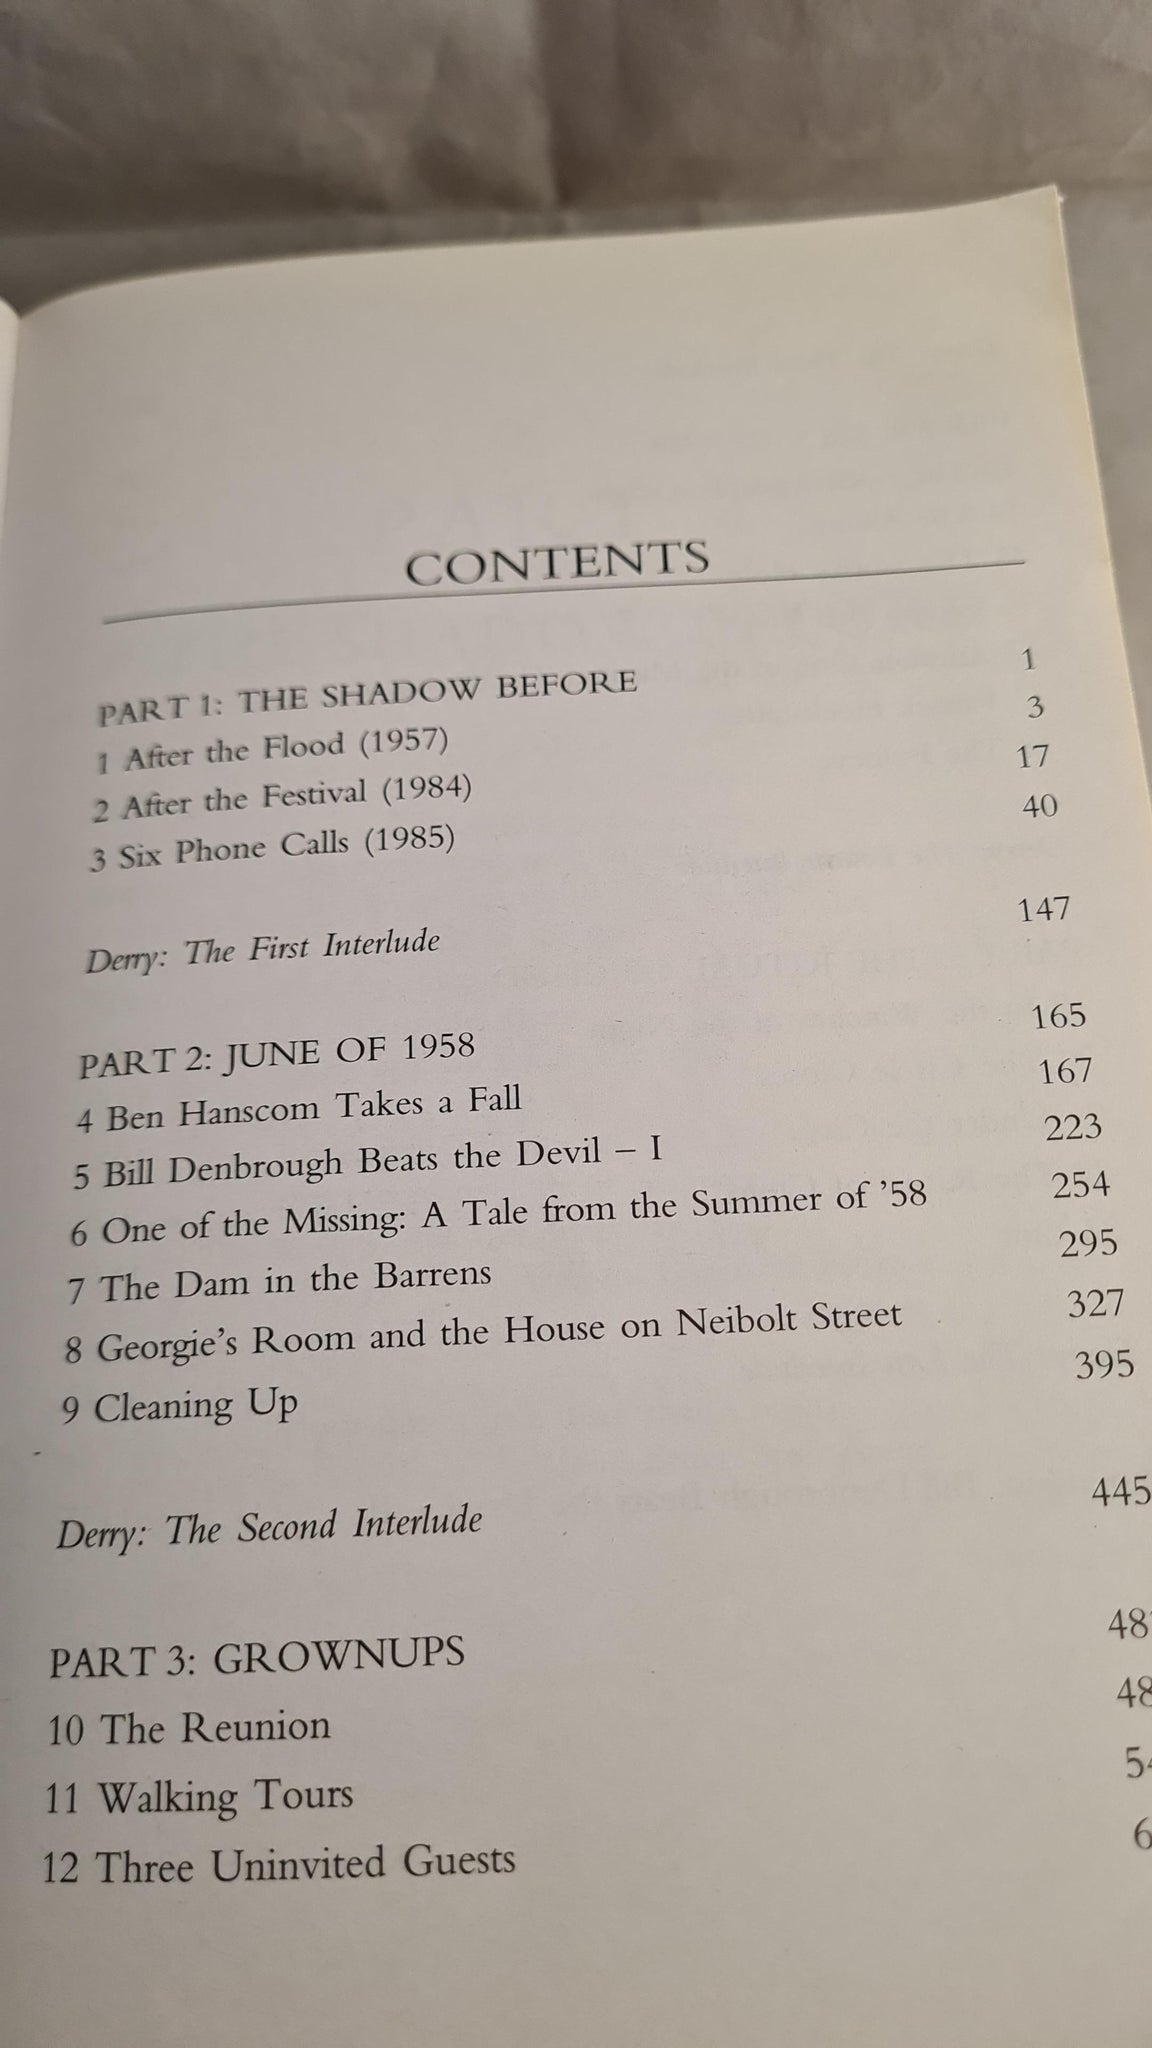 CONTENTS
PART 1: THE SHADOW BEFORE 1
1 After the Flood (1957) 3
2 After the Festival (1984) 17
3 Six Phone Calls (1985) 40
Derry: The First Interlude 147
PART 2: JUNE OF 1958 165
4 Ben Hanscom Takes a Fall 167
5 Bill Denbrough Beats the Devil – I 223
6 One of the Missing: A Tale from the Summer of '58 254
7 The Dam in the Barrens 295
8 Georgie's Room and the House on Neibolt Street 327
9 Cleaning Up 395
Derry: The Second Interlude 445
PART 3: GROWNUPS
10 The Reunion
11 Walking Tours
12 Three Uninvited Guests